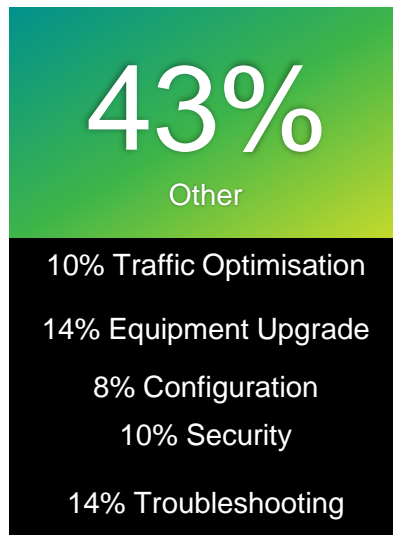 43%
Other
10% Traffic Optimisation
14% Equipment Upgrade
8% Configuration
10% Security
14% Troubleshooting